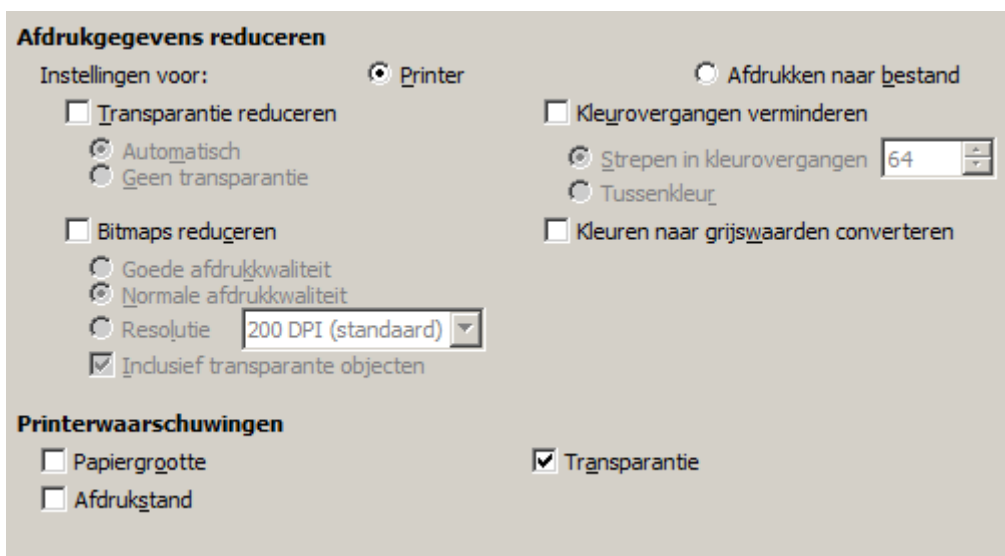 Afdrukgegevens reduceren
Instellingen voor: Printer Afdrukken naar bestand
Transparantie reduceren Kleurovergangen verminderen
Automatisch Strepen in kleurovergangen 64
Geen transparantie Tussenkleur
Bitmaps reduceren Kleuren naar grijswaarden converteren
Goede afdrukkwaliteit
Normale afdrukkwaliteit
Resolutie 200 DPI (standaard)
Inclusief transparante objecten
Printerwaarschuwingen
Papiergrootte Transparantie
Afdrukstand